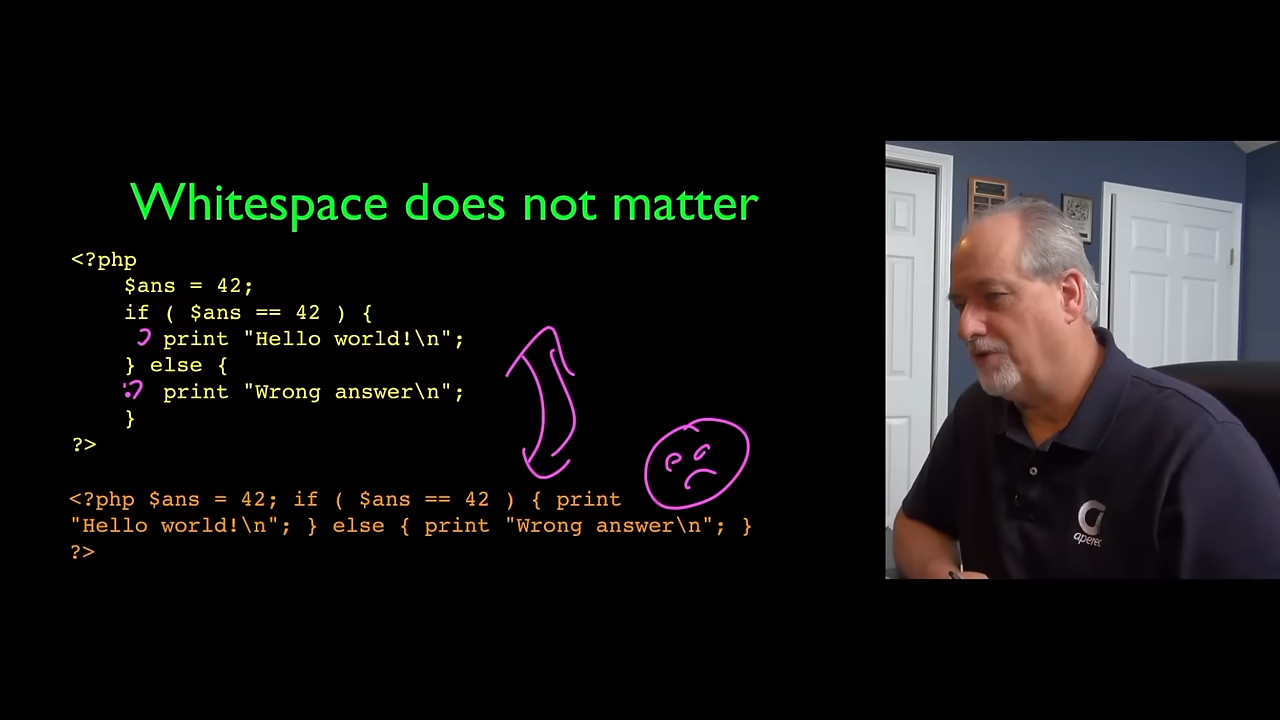 Whitespace does not matter
<?php
$ans = 42;
if ( $ans == 42 ) {
print "Hello world!\n";
} else {
print "Wrong answer\n";
}
?>
<?php $ans = 42; if ( $ans == 42 ) { print
"Hello world!\n"; } else { print "Wrong answer\n"; }
?>
apereo